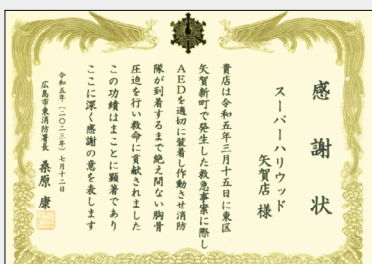 感謝状
スーパーハリウッド
矢賀店 様
貴店は令和五年三月十五日に東区
矢賀新町で発生した救急事案に際し
AEDを適切に装着し作動させ消防
隊が到着するまで絶え間ない胸骨
圧迫を行い救命に貢献されました
この功績はまことに顕著であり
ここに深く感謝の意を表します
令和五年(二〇二三年)七月十二日
広島市東消防署長 桑原 康